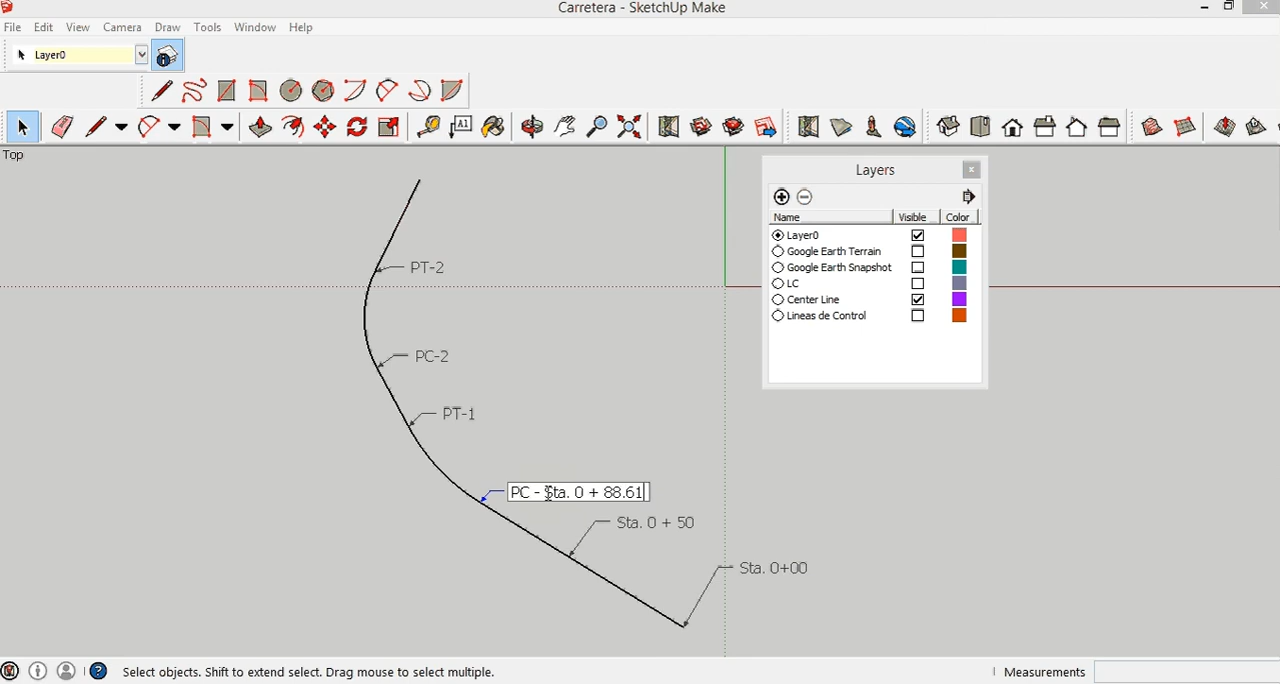 Carretera - SketchUp Make
File Edit View Camera Draw Tools Window Help
Layer0
A1
Top
Layers
Name Visible Color
Layer0
Google Earth Terrain
Google Earth Snapshot
LC
Center Line
Lineas de Control
PT-2
PC-2
PT-1
PC - Sta. 0 + 88.61
Sta. 0 + 50
Sta. 0+00
Select objects. Shift to extend select. Drag mouse to select multiple.
Measurements